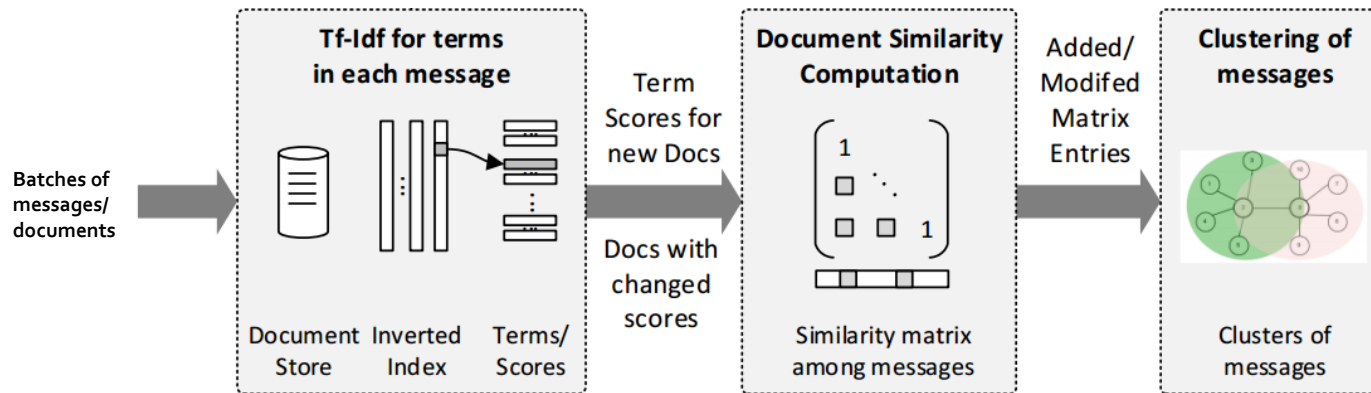 Batches of
messages/
documents
Tf-Idf for terms
in each message
Document
Store
Inverted
Index
Terms/
Scores
Term
Scores for
new Docs
Docs with
changed
scores
Document Similarity
Computation
1
1
Similarity matrix
among messages
Added/
Modifed
Matrix
Entries
Clustering of
messages
Clusters of
messages